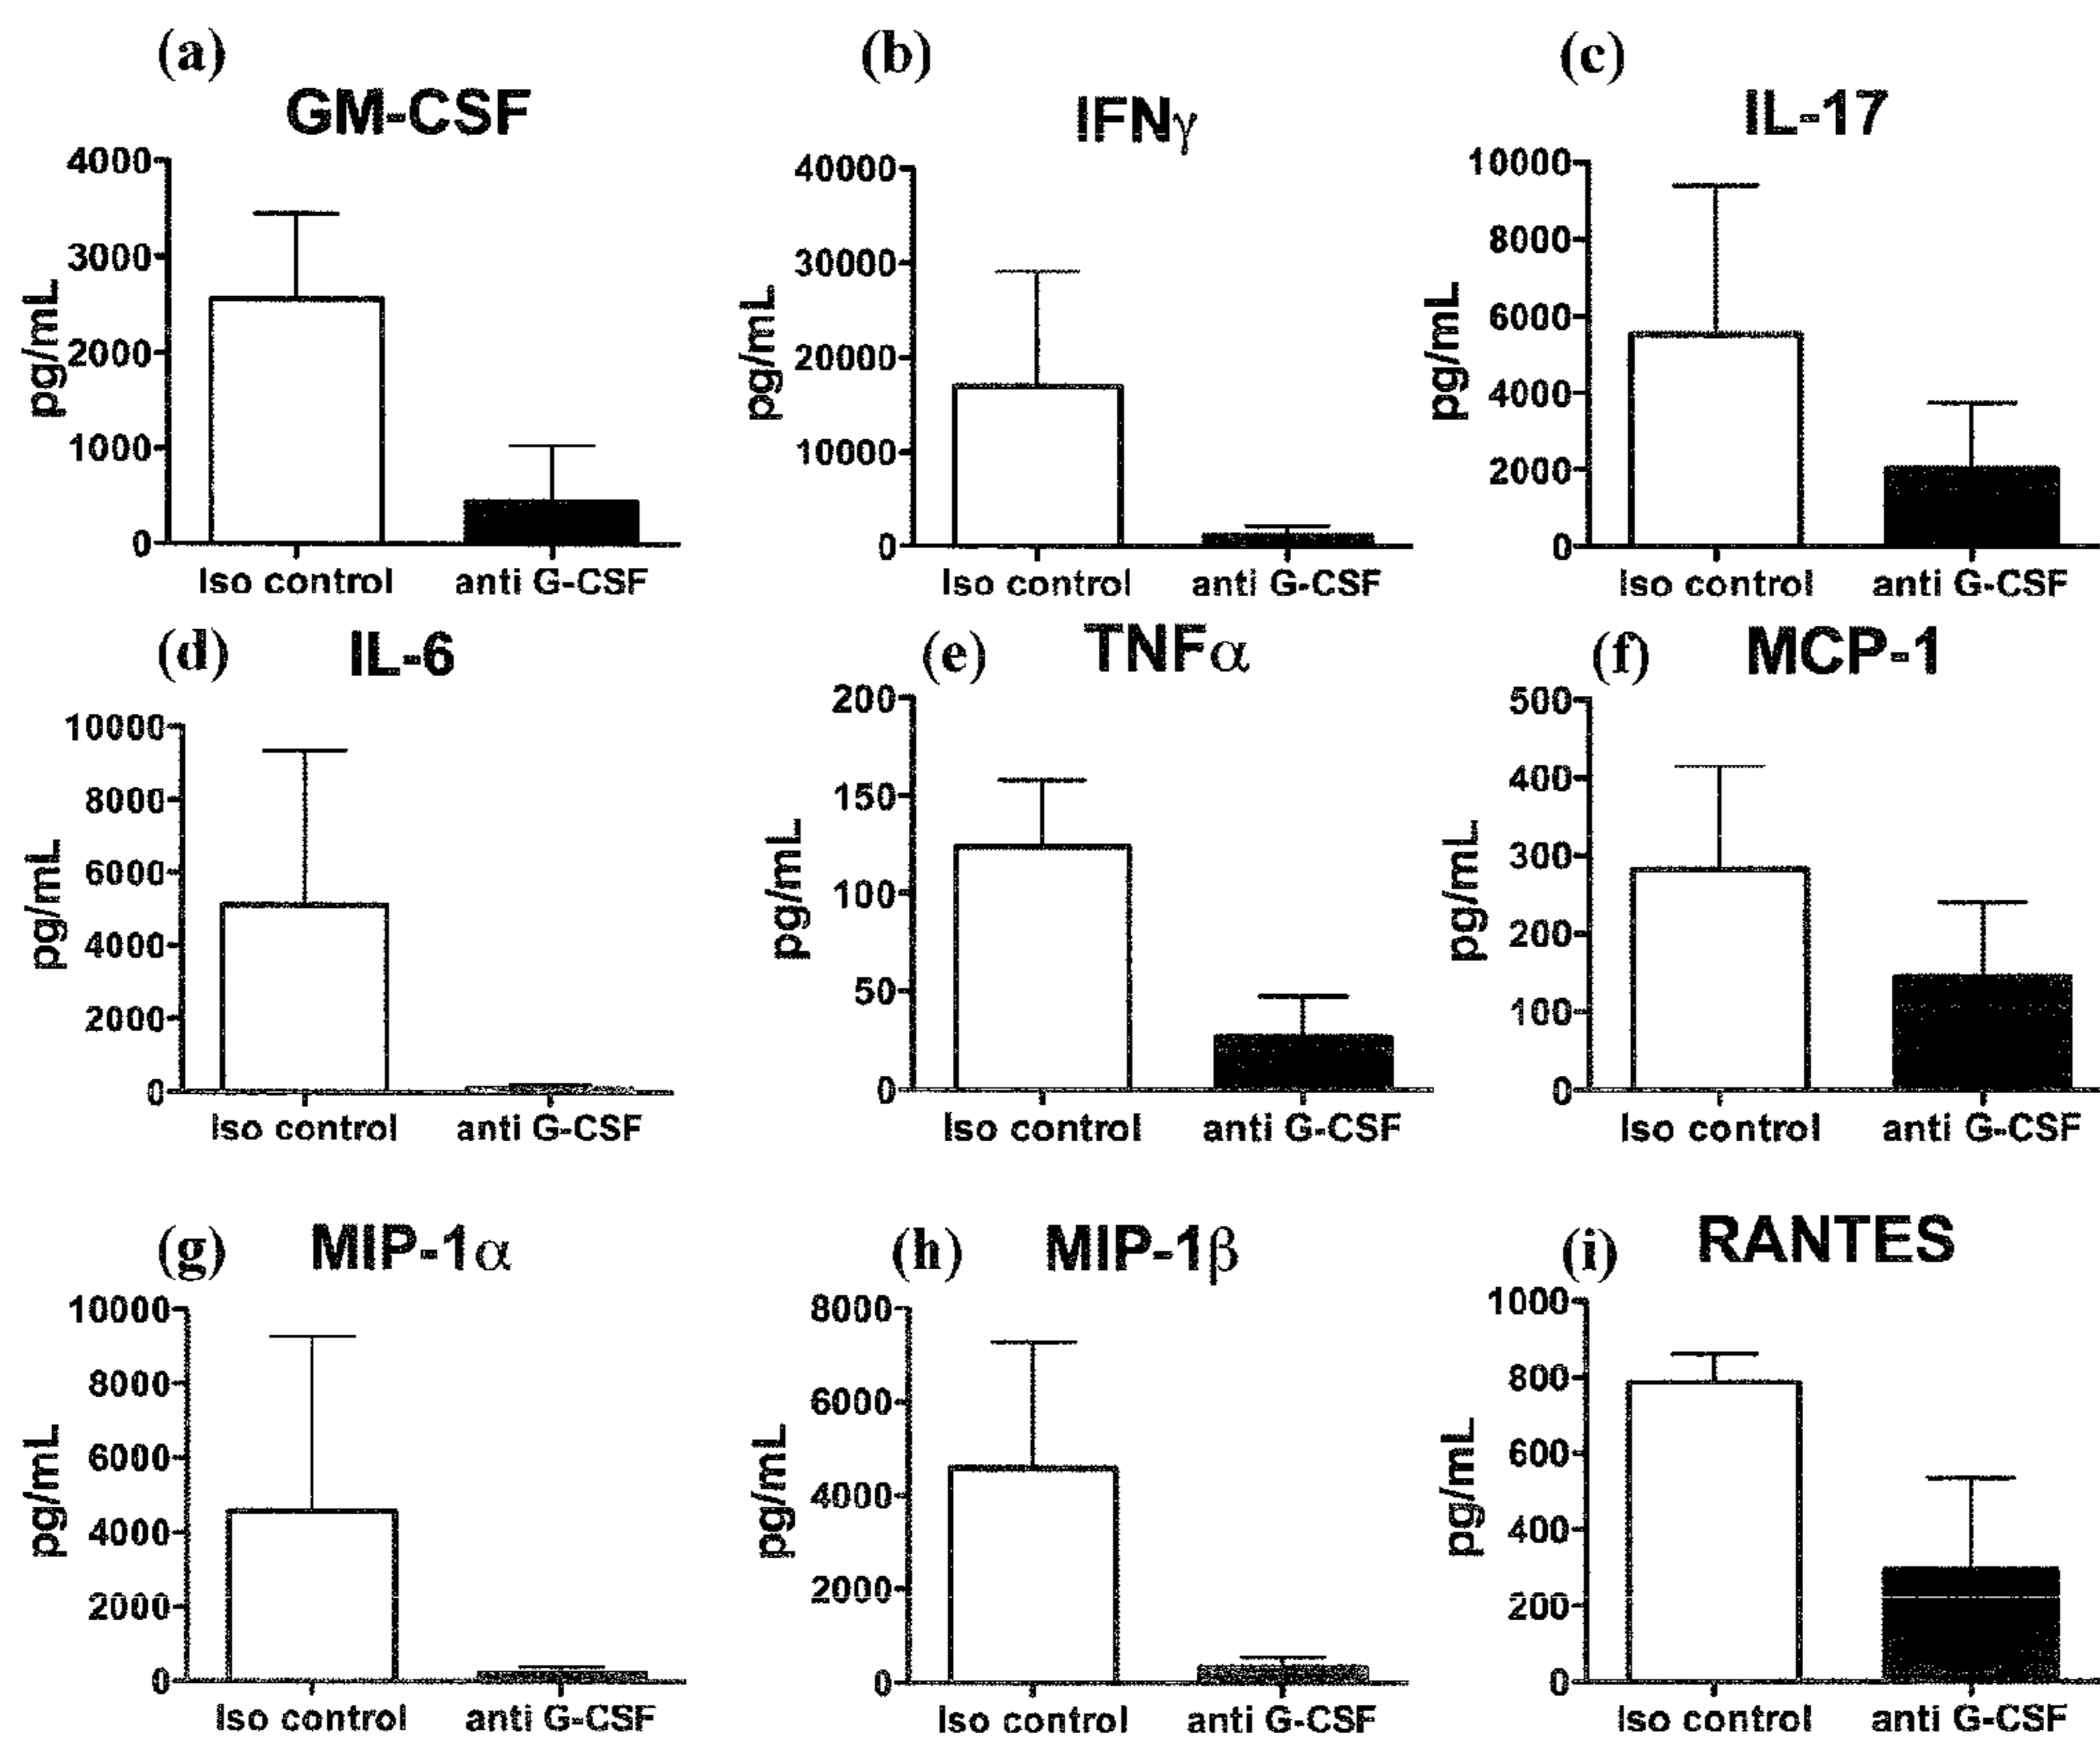 (a)
GM-CSF
4000
3000
2000
1000
0
pg/mL
Iso control anti G-CSF
(b)
IFNγ
40000
30000
20000
10000
0
pg/mL
Iso control anti G-CSF
(c)
IL-17
10000
8000
6000
4000
2000
0
pg/mL
Iso control anti G-CSF
(d)
IL-6
10000
8000
6000
4000
2000
0
pg/mL
Iso control anti G-CSF
(e)
TNFα
200
150
100
50
0
pg/mL
Iso control anti G-CSF
(f)
MCP-1
500
400
300
200
100
0
pg/mL
Iso control anti G-CSF
(g)
MIP-1α
10000
8000
6000
4000
2000
0
pg/mL
Iso control anti G-CSF
(h)
MIP-1β
8000
6000
4000
2000
0
pg/mL
Iso control anti G-CSF
(i)
RANTES
1000
800
600
400
200
0
pg/mL
Iso control anti G-CSF